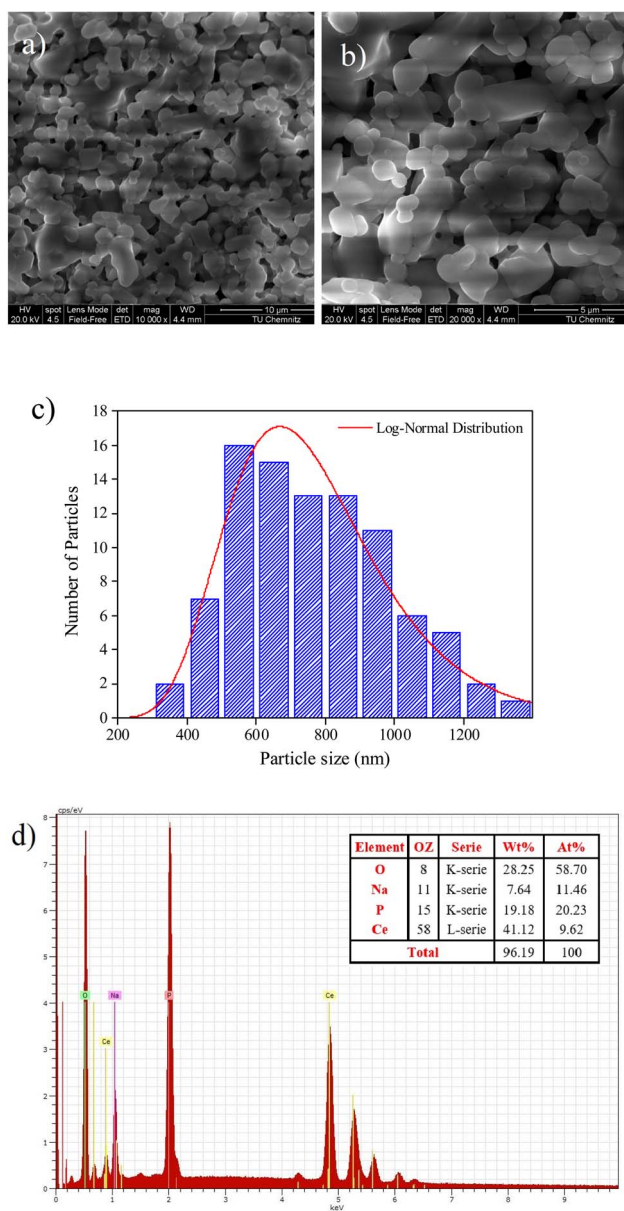 a)
b)
HV spot Lens Mode det mag WD 10 µm
20.0 kV 4.5 Field-Free ETD 10 000 x 4.4 mm TU Chemnitz
HV spot Lens Mode det mag WD 5 µm
20.0 kV 4.5 Field-Free ETD 20 000 x 4.4 mm TU Chemnitz
c)
18
16
14
12
10
8
6
4
2
0
Number of Particles
Log-Normal Distribution
200 400 600 800 1000 1200
Particle size (nm)
d)
cps/eV
8
7
6
5
4
3
2
1
0
Element OZ Serie Wt% At%
O 8 K-serie 28.25 58.70
Na 11 K-serie 7.64 11.46
P 15 K-serie 19.18 20.23
Ce 58 L-serie 41.12 9.62
Total 96.19 100
O Na P Ce
Ce
0 1 2 3 4 5 6 7 8 9
keV